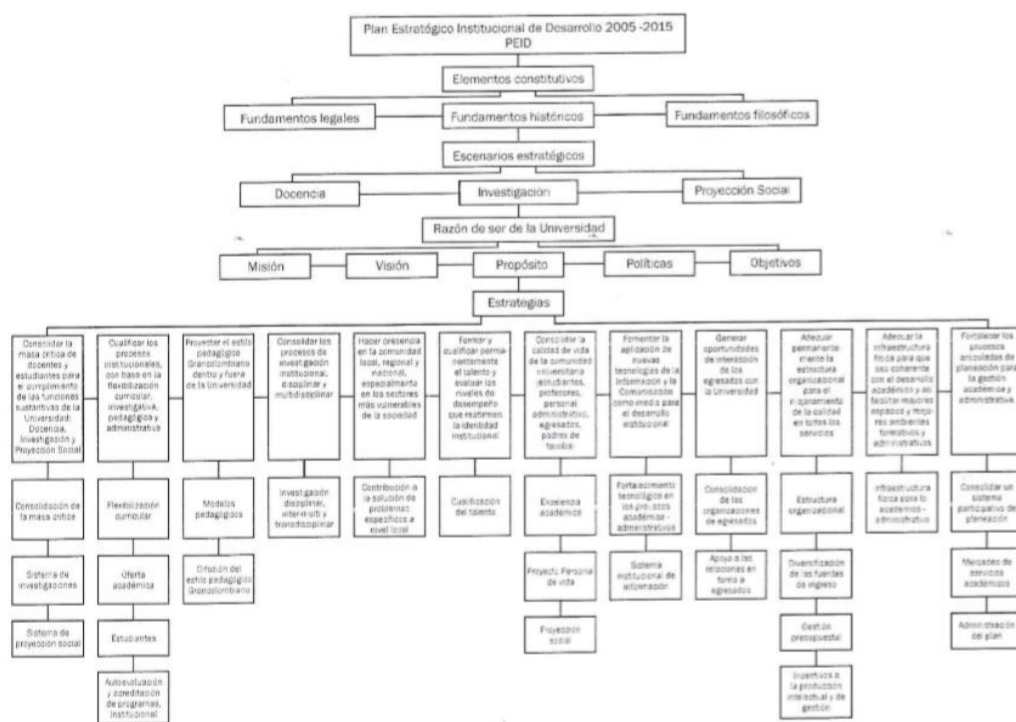 Plan Estratégico Institucional de Desarrollo 2005 -2015
PEID
Elementos constitutivos
Fundamentos legales
Fundamentos históricos
Fundamentos filosóficos
Escenarios estratégicos
Docencia
Investigación
Proyección Social
Razón de ser de la Universidad
Misión
Visión
Propósito
Políticas
Objetivos
Estrategias
Consolidar la
masa crítica de
docentes y
estudiantes para
el cumplimiento
de las funciones
sustantivas de la
Universidad:
Docencia,
Investigación y
Proyección Social
Cualificar los
procesos
institucionales,
con base en la
flexibilización
curricular,
investigativa,
pedagógica y
administrativa
Proyectar el estilo
pedagógico
Grancolombiano
dentro y fuera
de la Universidad
Consolidar los
procesos de
investigación
institucional,
disciplinar y
multidisciplinar
Hacer presencia
en la comunidad
local, regional y
nacional,
especialmente
en los sectores
más vulnerables
de la sociedad
Formar y
cualificar perma-
nentemente
el talento y
evaluar los
niveles de
desempeño
que reafirmen
la identidad
institucional
Consolidar la
calidad de vida
de la comunidad
universitaria
(estudiantes,
profesores,
personal
administrativo,
egresados,
padres de
familia)
Fomentar la
aplicación de
nuevas
tecnologías de la
Información y la
Comunicación
como medio para
el desarrollo
institucional
Generar
oportunidades
de interacción
de los
egresados con
la Universidad
Adecuar
permanente-
mente la
estructura
organizacional
para el
mejoramiento
de la calidad
en todos los
servicios
Adecuar la
infraestructura
física para que
sea coherente
con el desarrollo
académico y así
facilitar mayores
espacios y mejo-
res ambientes
formativos y
administrativos
Fortalecer los
procesos
articulados de
planeación para
la gestión
académica y
administrativa.
Consolidación de
la masa crítica
Flexibilización
curricular
Modelos
pedagógicos
Investigación
disciplinar,
inter
transdisciplinar
Contribución a
la solución de
problemas
específicos a
nivel local
Cualificación
del talento
Excelencia
académica
Fortalecimiento
tecnológico en
los procesos
académico -
administrativos
Consolidación
de las
organizaciones
de egresados
Estructura
organizacional
Infraestructura
física para lo
académico -
administrativo
Consolidar un
sistema
participativo de
planeación
Sistema de
investigaciones
Oferta
académica
Difusión del
estilo pedagógico
Grancolombiano
Proyecto Persona
de vida
Sistema
institucional de
información
Apoyo a las
relaciones en
torno a
egresados
Diversificación
de las fuentes
de ingreso
Mercadeo de
servicios
académicos
Sistema de
proyección social
Estudiantes
Proyección
social
Gestión
presupuestal
Administración
del plan
Autoevaluación
y acreditación
de programas,
Institucional
Incentivos a
la producción
intelectual y de
gestión